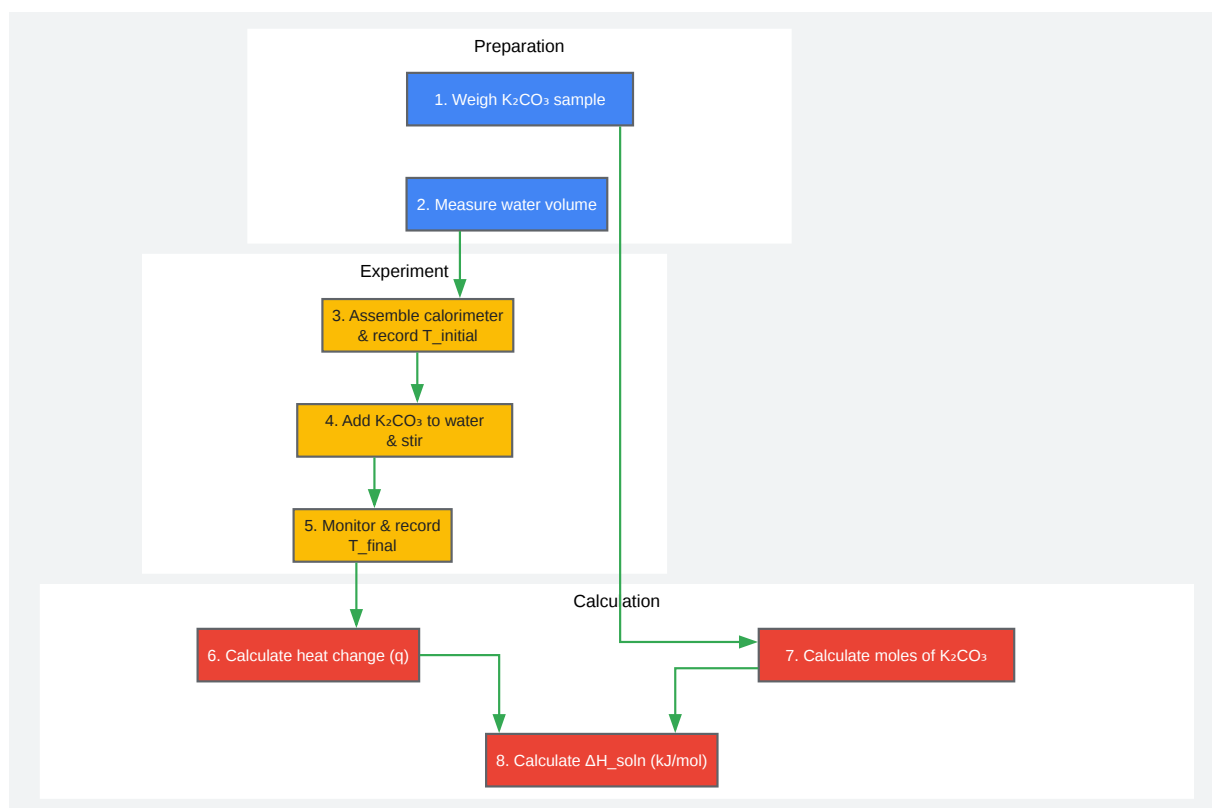 Preparation
1. Weigh K₂CO₃ sample
2. Measure water volume
Experiment
3. Assemble calorimeter
& record T_initial
4. Add K₂CO₃ to water
& stir
5. Monitor & record
T_final
Calculation
6. Calculate heat change (q)
7. Calculate moles of K₂CO₃
8. Calculate ΔH_soln (kJ/mol)